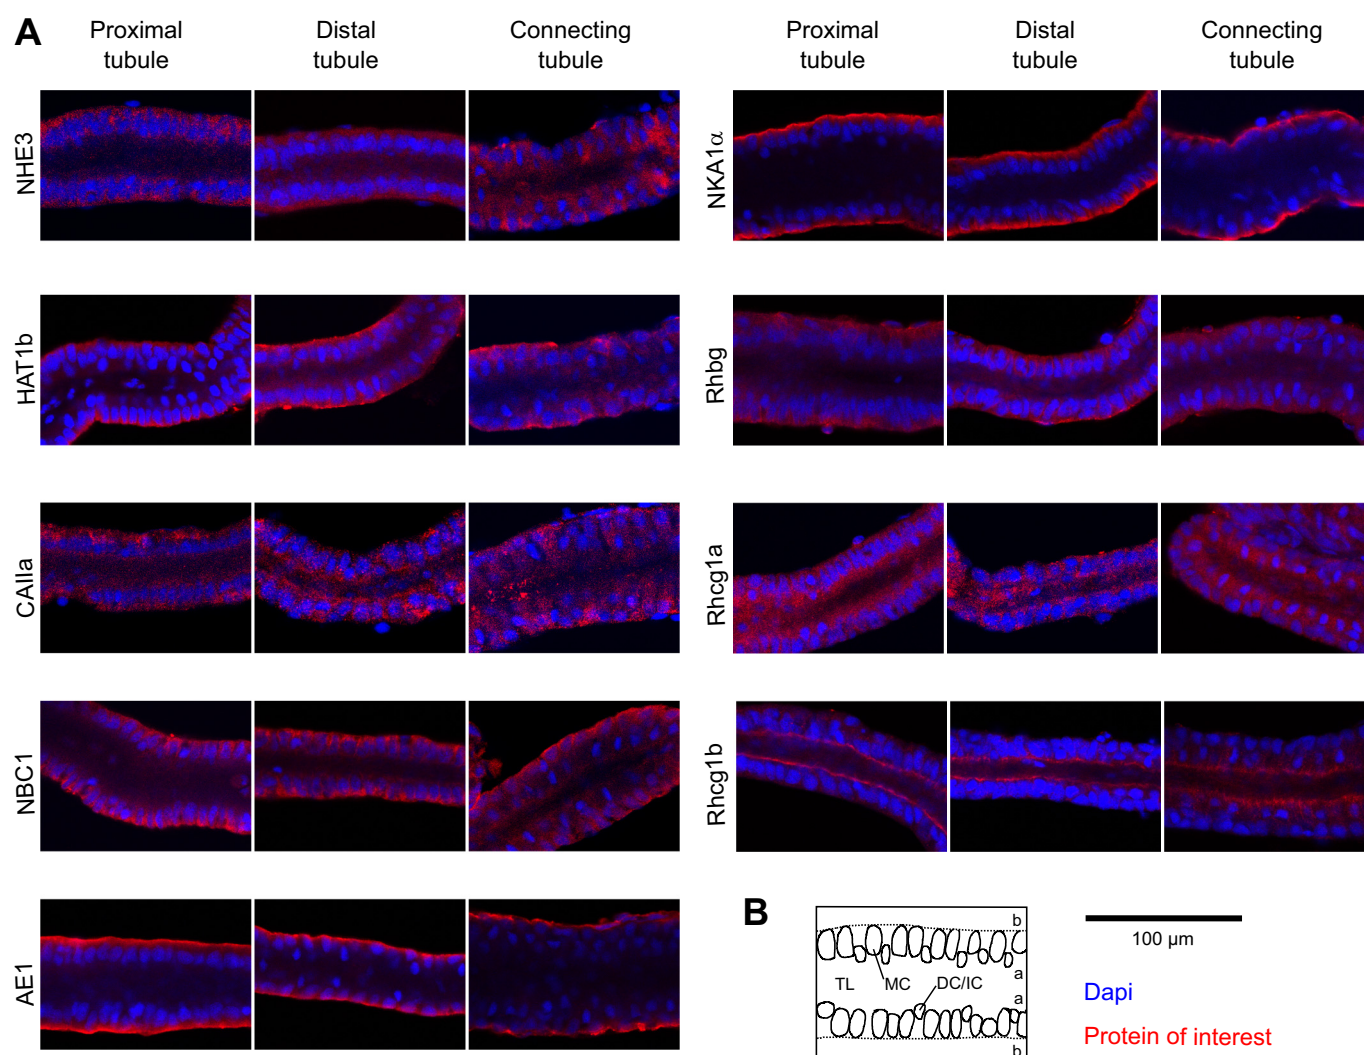 A
Proximal
tubule
Distal
tubule
Connecting
tubule
Proximal
tubule
Distal
tubule
Connecting
tubule
NHE3
NKA1α
HAT1b
Rhbg
CAIIa
Rhcg1a
NBC1
Rhcg1b
AE1
B
b
TL
MC
DC/IC
a
a
b
100 µm
Dapi
Protein of interest